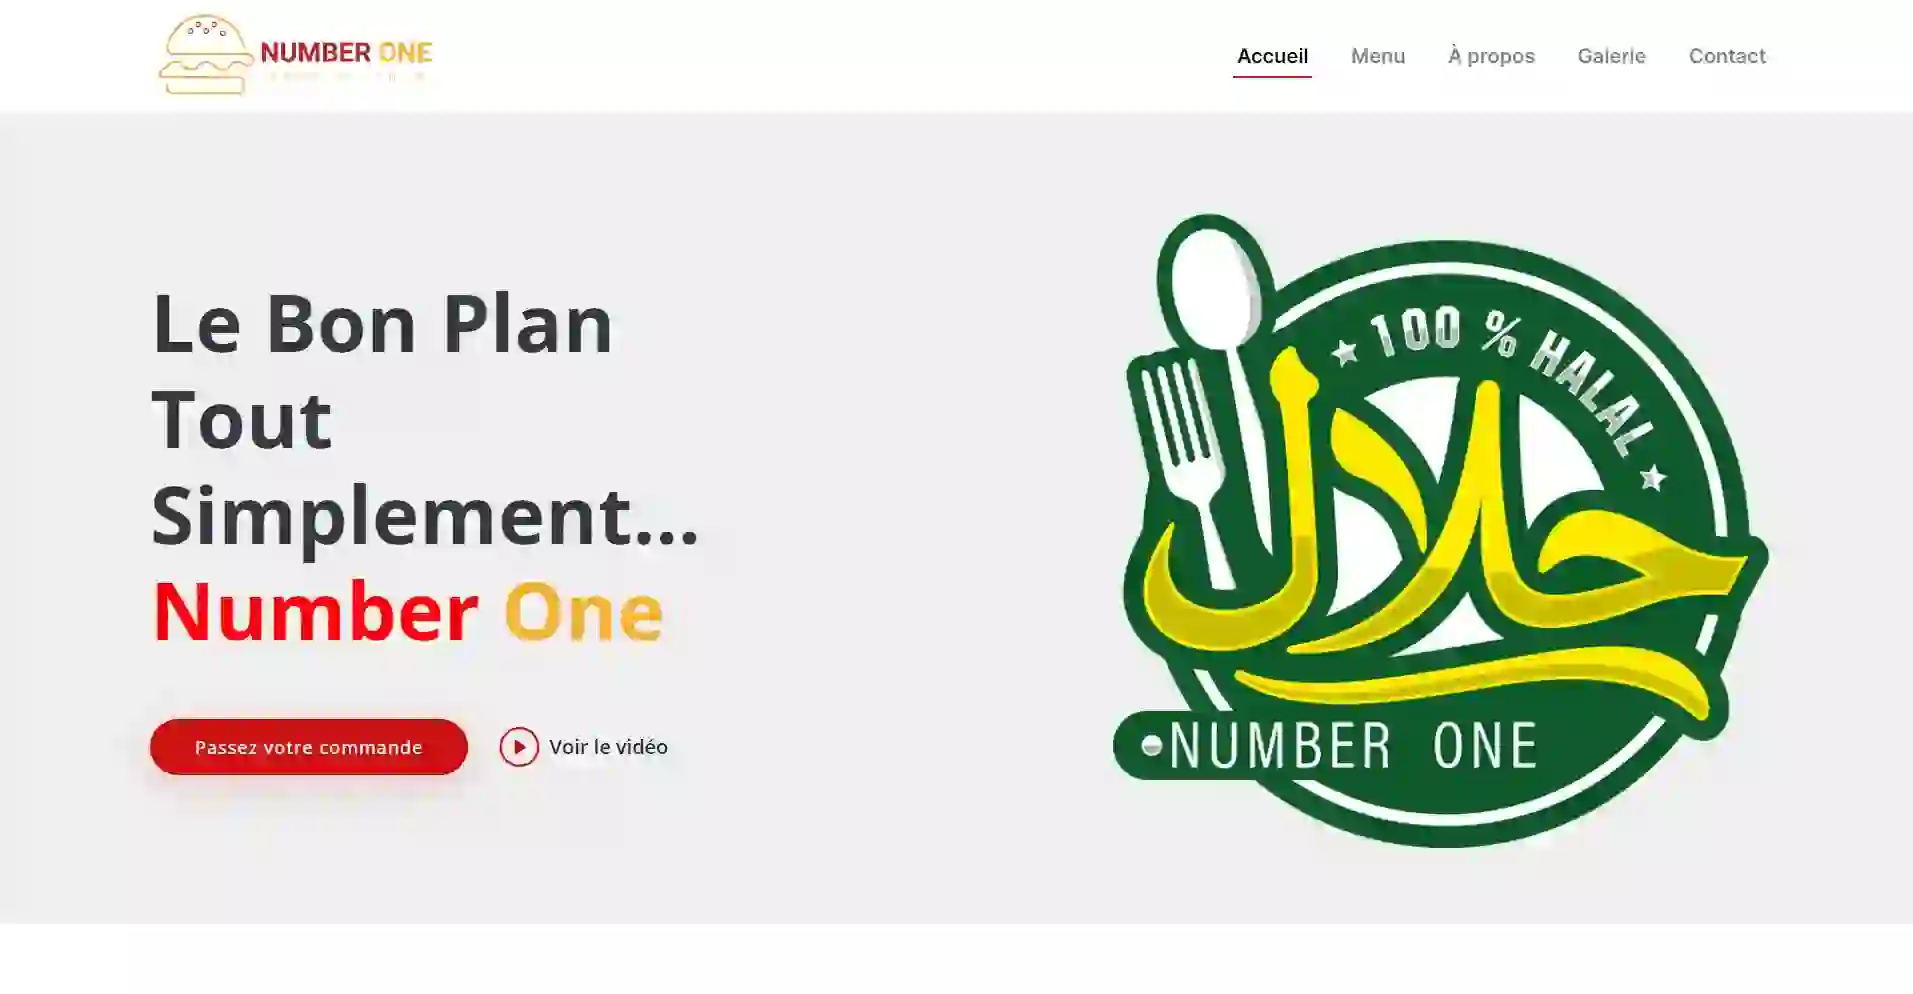 NUMBER ONE
Accueil
Menu
À propos
Galerie
Contact
Le Bon Plan
Tout
Simplement...
Number One
Passez votre commande
Voir le vidéo
100 % HALAL
حلال
NUMBER ONE